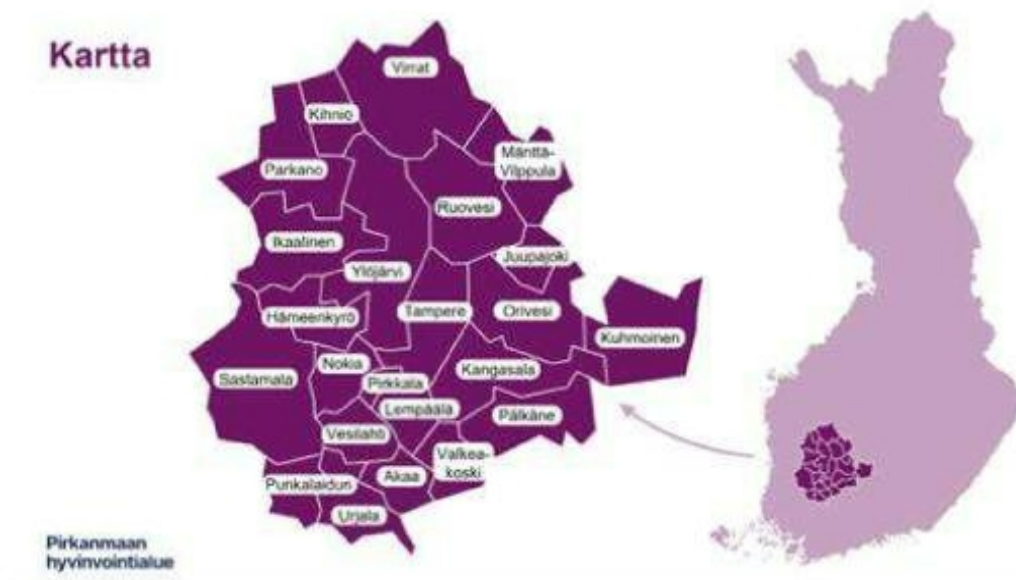 Kartta
Virrat
Kihniö
Mänttä-
Vilppula
Parkano
Ruovesi
Ikaalinen
Juupajoki
Ylöjärvi
Hämeenkyrö
Tampere
Orivesi
Kuhmoinen
Nokia
Kangasala
Sastamala
Pirkkala
Lempäälä
Pälkäne
Vesilahti
Valkea-
koski
Akaa
Punkalaidun
Urjala
Pirkanmaan
hyvinvointialue